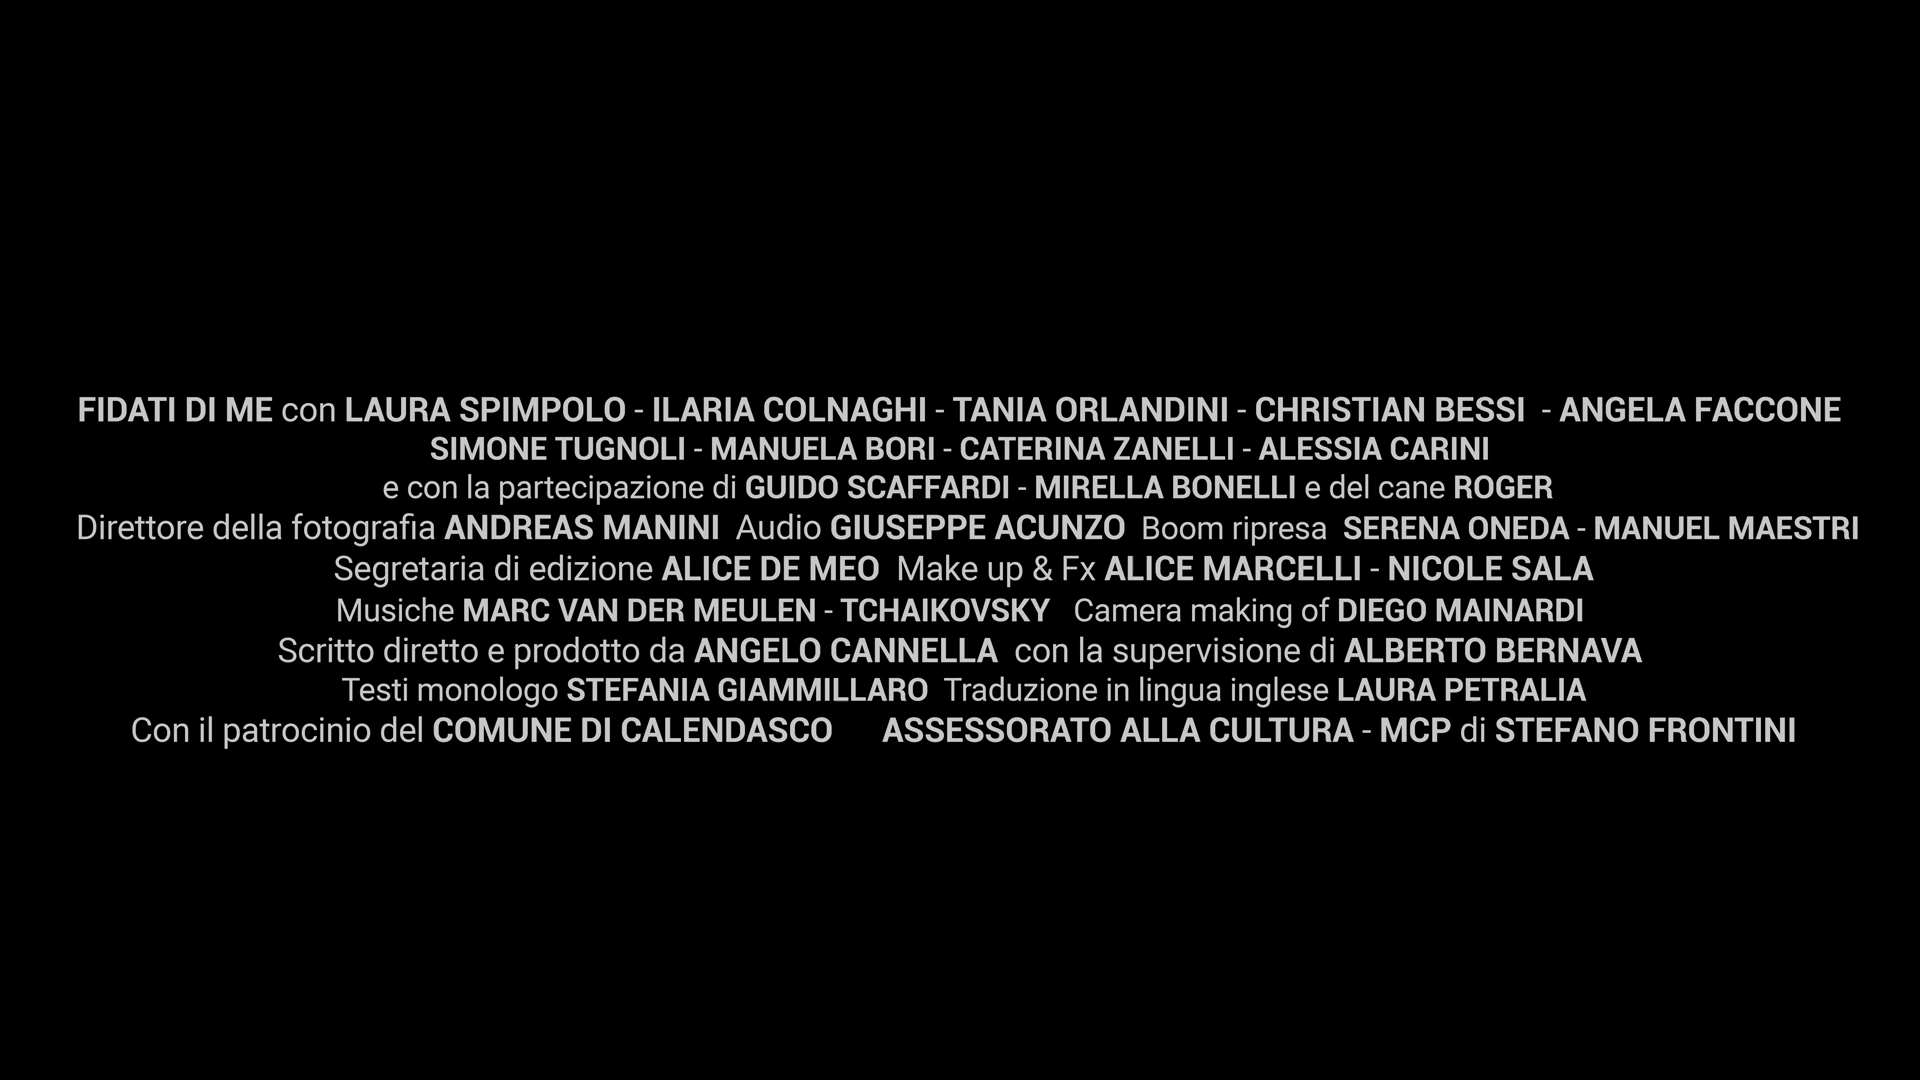 FIDATI DI ME con LAURA SPIMPOLO - ILARIA COLNAGHI - TANIA ORLANDINI - CHRISTIAN BESSI - ANGELA FACCONE
SIMONE TUGNOLI - MANUELA BORI - CATERINA ZANELLI - ALESSIA CARINI
e con la partecipazione di GUIDO SCAFFARDI - MIRELLA BONELLI e del cane ROGER
Direttore della fotografia ANDREAS MANINI Audio GIUSEPPE ACUNZO Boom ripresa SERENA ONEDA - MANUEL MAESTRI
Segretaria di edizione ALICE DE MEO Make up & Fx ALICE MARCELLI - NICOLE SALA
Musiche MARC VAN DER MEULEN - TCHAIKOVSKY Camera making of DIEGO MAINARDI
Scritto diretto e prodotto da ANGELO CANNELLA con la supervisione di ALBERTO BERNAVA
Testi monologo STEFANIA GIAMMILLARO Traduzione in lingua inglese LAURA PETRALIA
Con il patrocinio del COMUNE DI CALENDASCO ASSESSORATO ALLA CULTURA - MCP di STEFANO FRONTINI